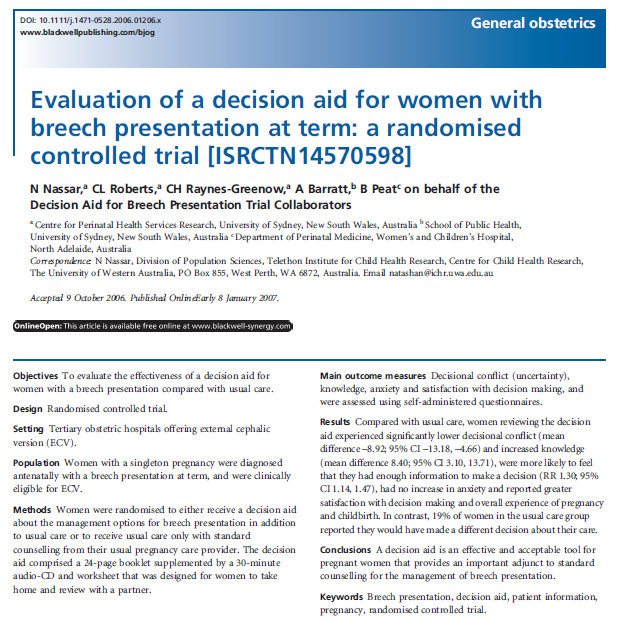 DOI: 10.1111/j.1471-0528.2006.01206.x
www.blackwellpublishing.com/bjog
General obstetrics
Evaluation of a decision aid for women with
breech presentation at term: a randomised
controlled trial [ISRCTN14570598]
N Nassar,a CL Roberts,a CH Raynes-Greenow,a A Barratt,b B Peatc on behalf of the
Decision Aid for Breech Presentation Trial Collaborators
a Centre for Perinatal Health Services Research, University of Sydney, New South Wales, Australia b School of Public Health,
University of Sydney, New South Wales, Australia c Department of Perinatal Medicine, Women's and Children's Hospital,
North Adelaide, Australia
Correspondence: N Nassar, Division of Population Sciences, Telethon Institute for Child Health Research, Centre for Child Health Research,
The University of Western Australia, PO Box 855, West Perth, WA 6872, Australia. Email natashan@ichr.uwa.edu.au
Accepted 9 October 2006. Published OnlineEarly 8 January 2007.
OnlineOpen: This article is available free online at www.blackwell-synergy.com
Objectives To evaluate the effectiveness of a decision aid for
women with a breech presentation compared with usual care.
Design Randomised controlled trial.
Setting Tertiary obstetric hospitals offering external cephalic
version (ECV).
Population Women with a singleton pregnancy were diagnosed
antenatally with a breech presentation at term, and were clinically
eligible for ECV.
Methods Women were randomised to either receive a decision aid
about the management options for breech presentation in addition
to usual care or to receive usual care only with standard
counselling from their usual pregnancy care provider. The decision
aid comprised a 24-page booklet supplemented by a 30-minute
audio-CD and worksheet that was designed for women to take
home and review with a partner.
Main outcome measures Decisional conflict (uncertainty),
knowledge, anxiety and satisfaction with decision making, and
were assessed using self-administered questionnaires.
Results Compared with usual care, women reviewing the decision
aid experienced significantly lower decisional conflict (mean
difference –8.92; 95% CI –13.18, –4.66) and increased knowledge
(mean difference 8.40; 95% CI 3.10, 13.71), were more likely to feel
that they had enough information to make a decision (RR 1.30; 95%
CI 1.14, 1.47), had no increase in anxiety and reported greater
satisfaction with decision making and overall experience of pregnancy
and childbirth. In contrast, 19% of women in the usual care group
reported they would have made a different decision about their care.
Conclusions A decision aid is an effective and acceptable tool for
pregnant women that provides an important adjunct to standard
counselling for the management of breech presentation.
Keywords Breech presentation, decision aid, patient information,
pregnancy, randomised controlled trial.